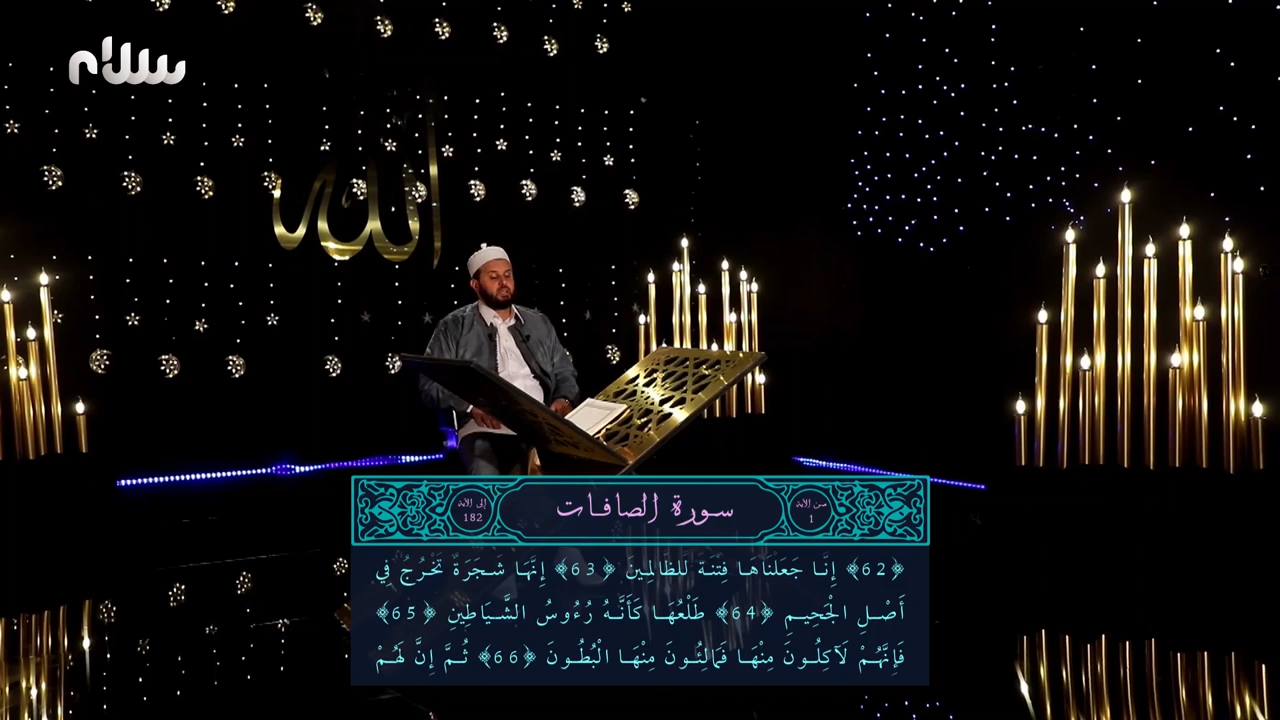 سلام
الله
سورة الصافات
من الآية
1
إلى الآية
182
﴿62﴾ إِنَّا جَعَلْنَاهَا فِتْنَةً لِلظَّالِمِينَ ﴿63﴾ إِنَّهَا شَجَرَةٌ تَخْرُجُ فِي
أَصْلِ الْجَحِيمِ ﴿64﴾ طَلْعُهَا كَأَنَّهُ رُءُوسُ الشَّيَاطِينِ ﴿65﴾
فَإِنَّهُمْ لَآكِلُونَ مِنْهَا فَمَالِئُونَ مِنْهَا الْبُطُونَ ﴿66﴾ ثُمَّ إِنَّ لَهُمْ